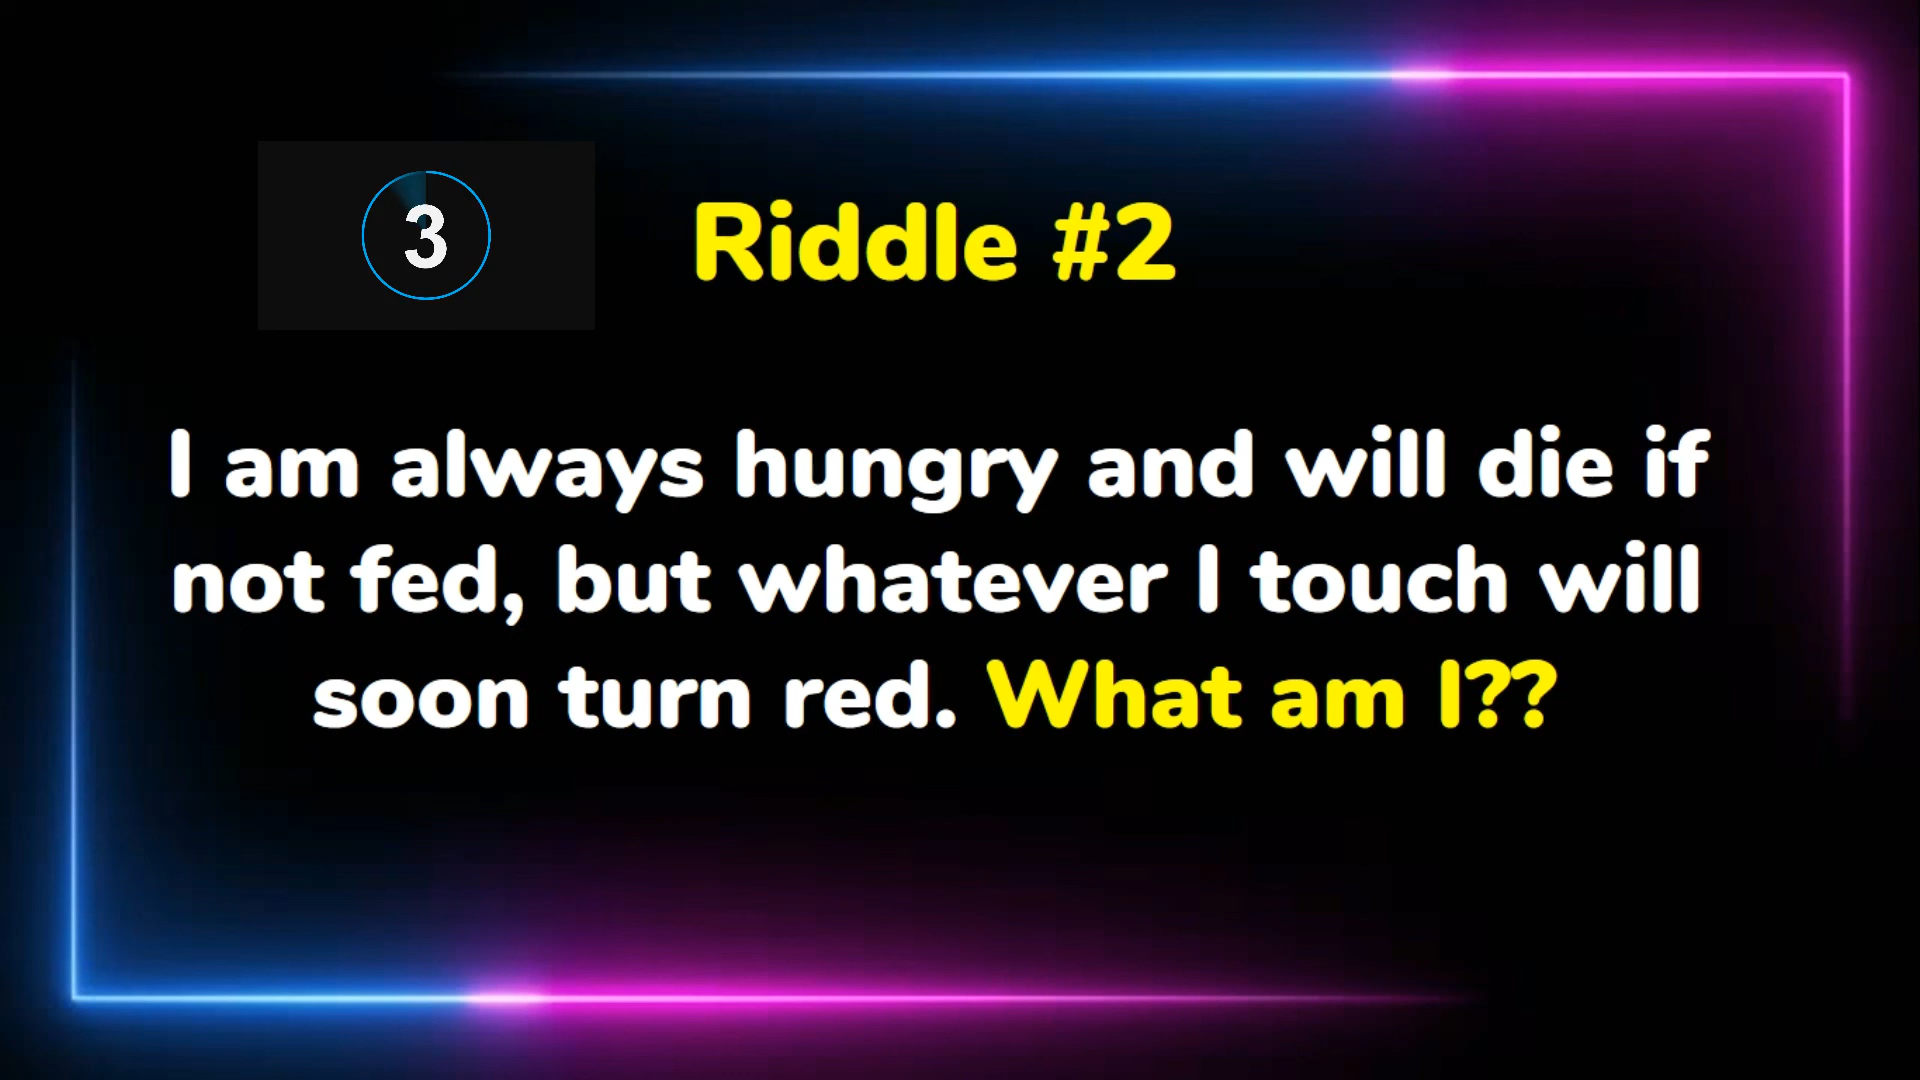 3
Riddle #2
I am always hungry and will die if
not fed, but whatever I touch will
soon turn red. What am I??